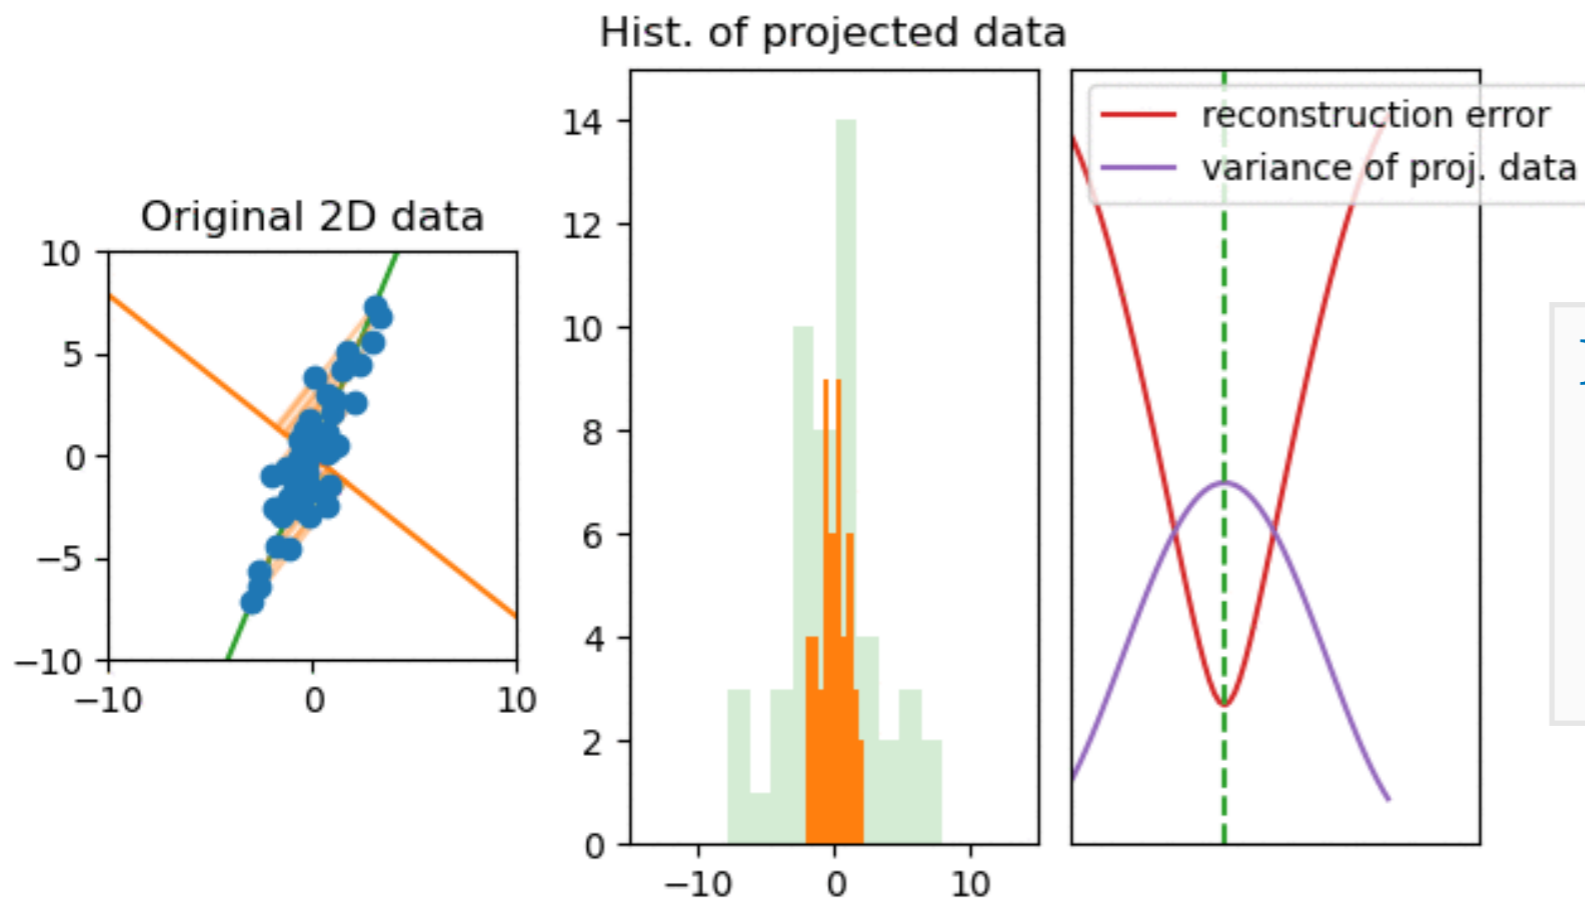 Original 2D data
10
5
0
−5
−10
−10 0 10
Hist. of projected data
14
12
10
8
6
4
2
0
−10 0 10
reconstruction error
variance of proj. data